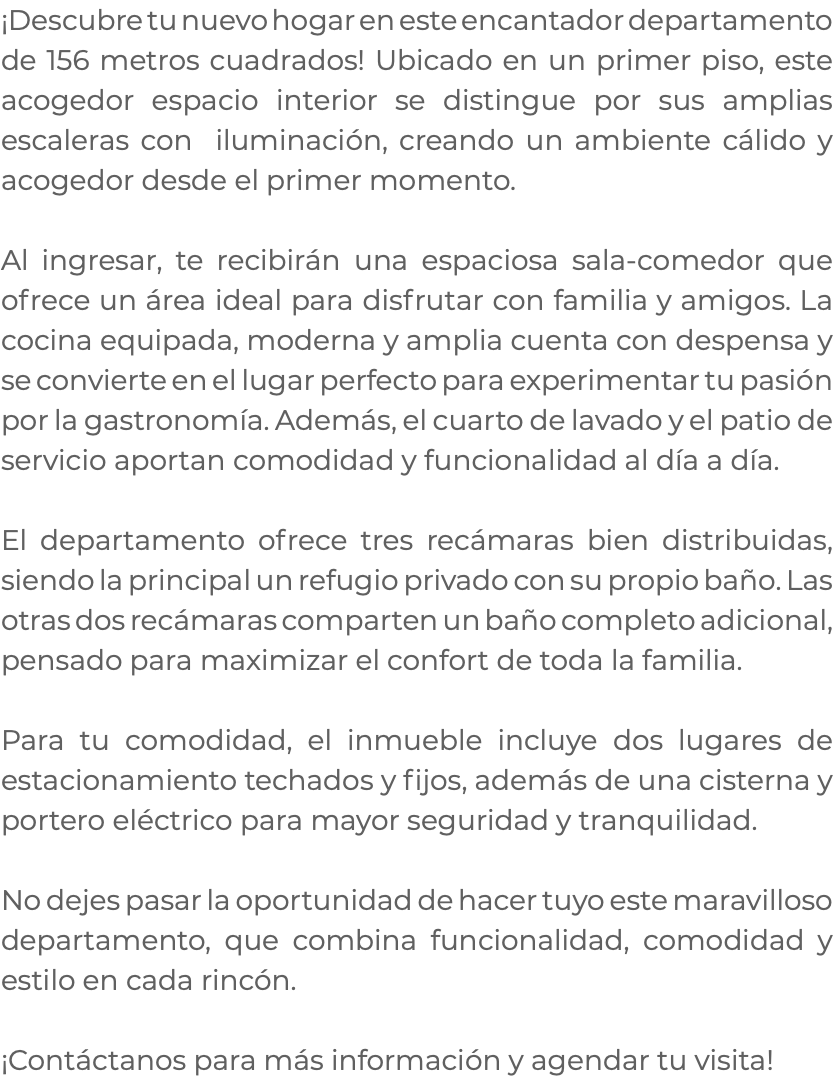 ¡Descubre tu nuevo hogar en este encantador departamento
de 156 metros cuadrados! Ubicado en un primer piso, este
acogedor espacio interior se distingue por sus amplias
escaleras con iluminación, creando un ambiente cálido y
acogedor desde el primer momento.
Al ingresar, te recibirán una espaciosa sala-comedor que
ofrece un área ideal para disfrutar con familia y amigos. La
cocina equipada, moderna y amplia cuenta con despensa y
se convierte en el lugar perfecto para experimentar tu pasión
por la gastronomía. Además, el cuarto de lavado y el patio de
servicio aportan comodidad y funcionalidad al día a día.
El departamento ofrece tres recámaras bien distribuidas,
siendo la principal un refugio privado con su propio baño. Las
otras dos recámaras comparten un baño completo adicional,
pensado para maximizar el confort de toda la familia.
Para tu comodidad, el inmueble incluye dos lugares de
estacionamiento techados y fijos, además de una cisterna y
portero eléctrico para mayor seguridad y tranquilidad.
No dejes pasar la oportunidad de hacer tuyo este maravilloso
departamento, que combina funcionalidad, comodidad y
estilo en cada rincón.
¡Contáctanos para más información y agendar tu visita!